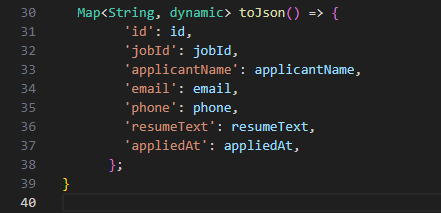 30 Map<String, dynamic> toJson() => {
31 'id': id,
32 'jobId': jobId,
33 'applicantName': applicantName,
34 'email': email,
35 'phone': phone,
36 'resumeText': resumeText,
37 'appliedAt': appliedAt,
38 };
39 }
40